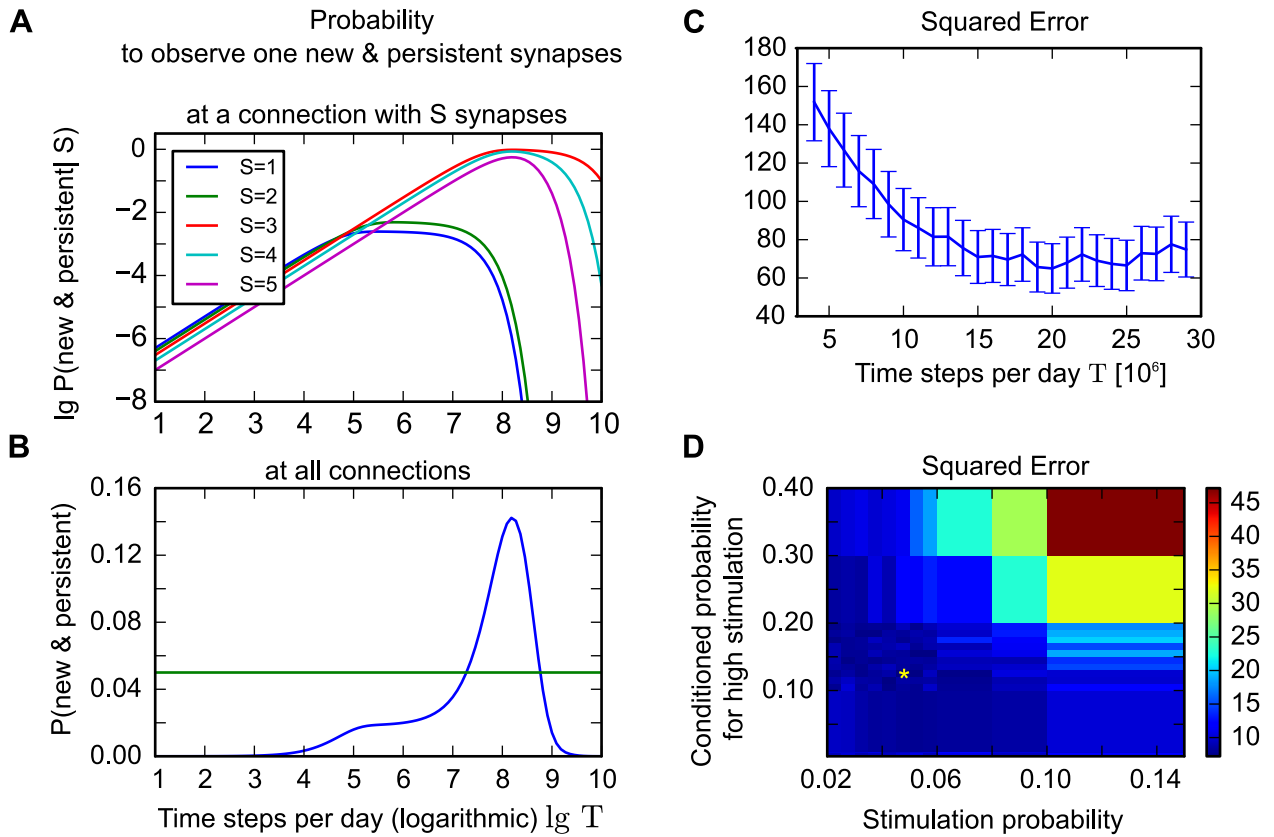 A
Probability
to observe one new & persistent synapses
at a connection with S synapses
lg P(new & persistent| S)
0
−2
−4
−6
−8
S=1
S=2
S=3
S=4
S=5
1 2 3 4 5 6 7 8 9 10
B
at all connections
P(new & persistent)
0.16
0.12
0.08
0.04
0.00
1 2 3 4 5 6 7 8 9 10
Time steps per day (logarithmic) lg T
C
Squared Error
180
160
140
120
100
80
60
40
5 10 15 20 25 30
Time steps per day T [10⁶]
D
Squared Error
Conditioned probability
for high stimulation
0.40
0.30
0.20
0.10
*
0.02 0.06 0.10 0.14
Stimulation probability
45
40
35
30
25
20
15
10